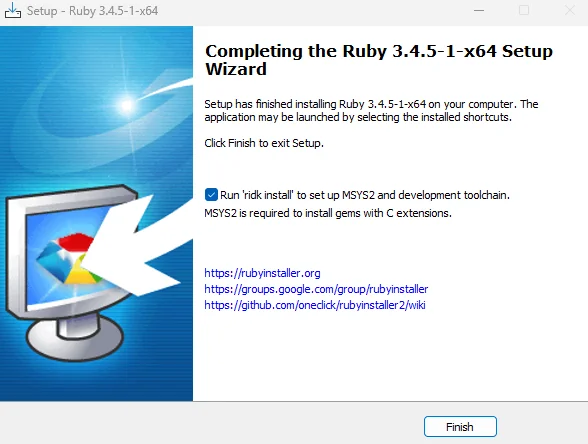 Setup - Ruby 3.4.5-1-x64
Completing the Ruby 3.4.5-1-x64 Setup
Wizard
Setup has finished installing Ruby 3.4.5-1-x64 on your computer. The
application may be launched by selecting the installed shortcuts.
Click Finish to exit Setup.
Run 'ridk install' to set up MSYS2 and development toolchain.
MSYS2 is required to install gems with C extensions.
https://rubyinstaller.org
https://groups.google.com/group/rubyinstaller
https://github.com/oneclick/rubyinstaller2/wiki
Finish